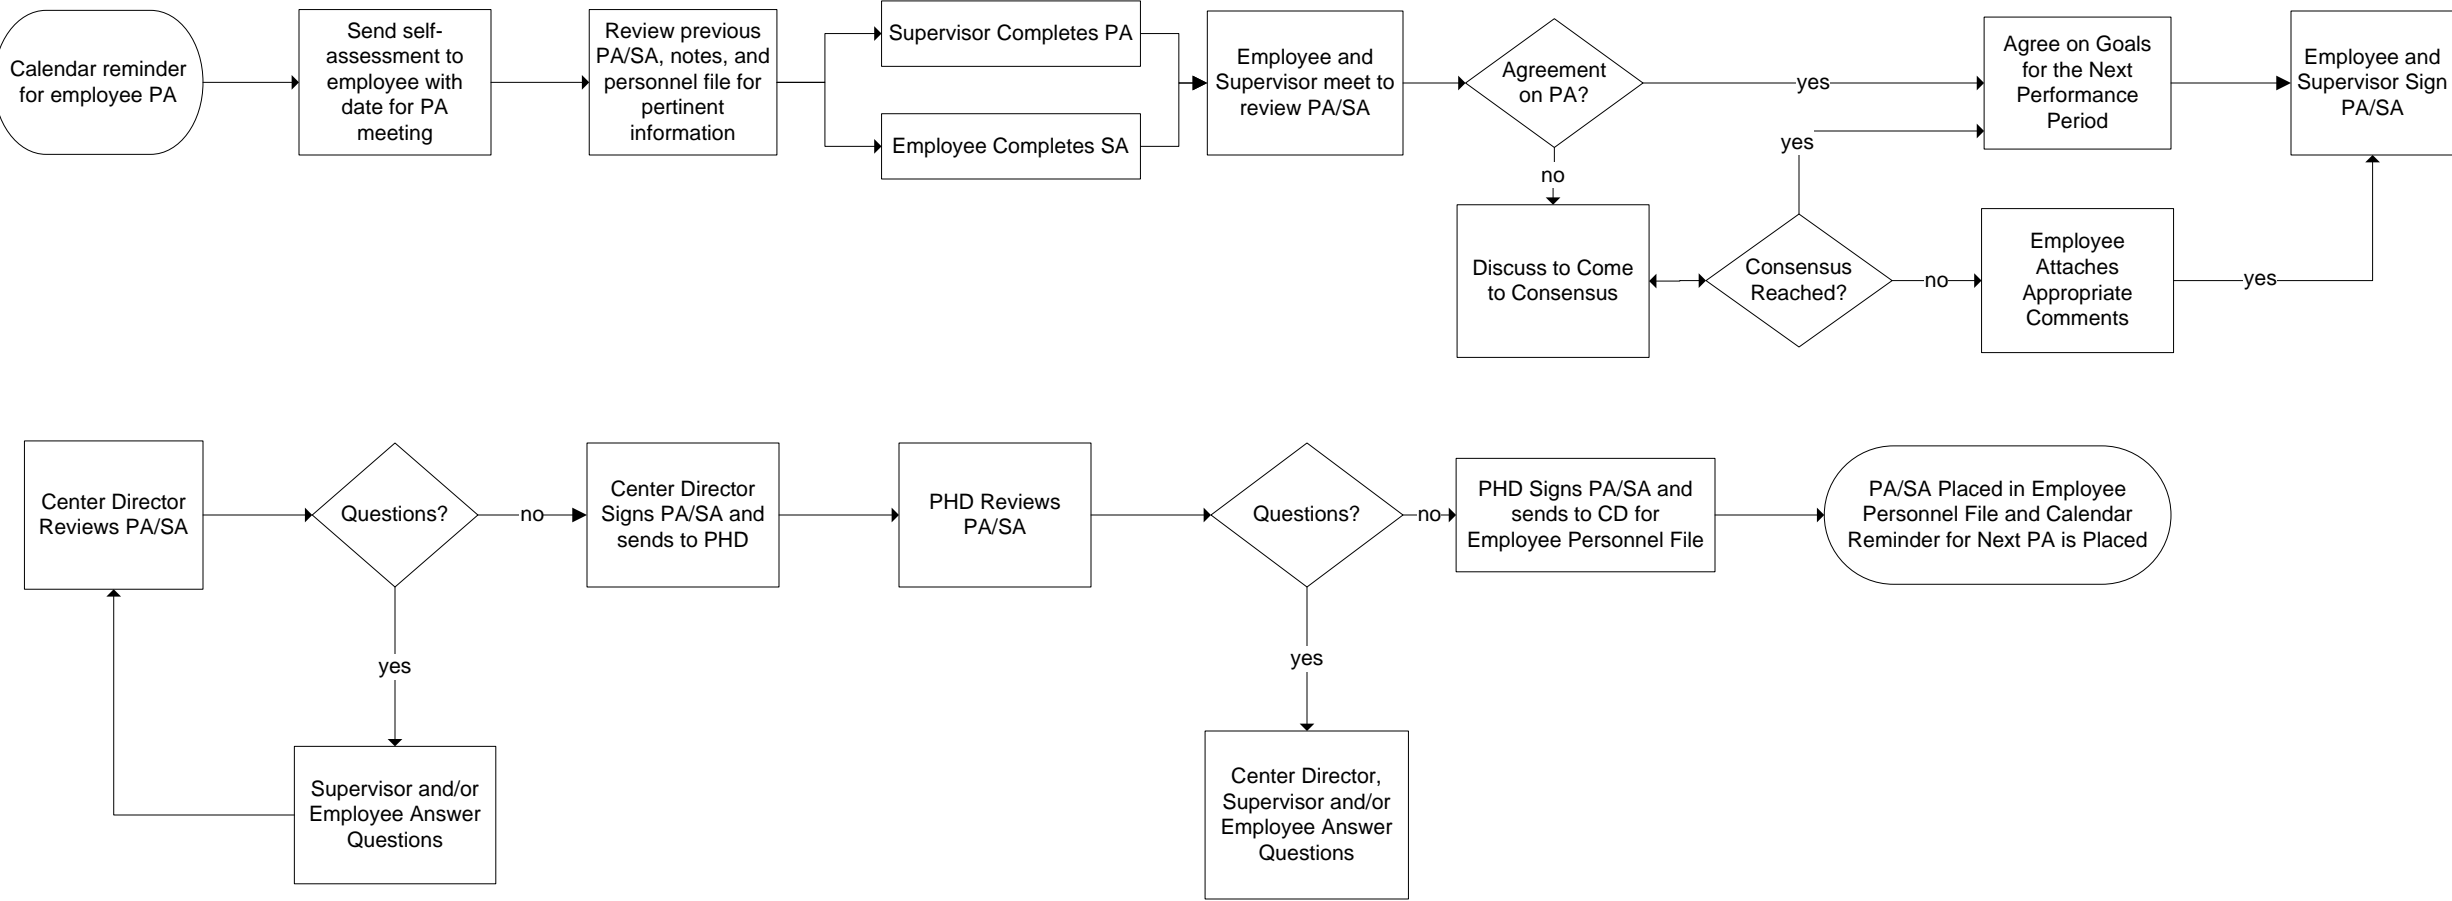 Calendar reminder
for employee PA
Send self-
assessment to
employee with
date for PA
meeting
Review previous
PA/SA, notes, and
personnel file for
pertinent
information
Supervisor Completes PA
Employee Completes SA
Employee and
Supervisor meet to
review PA/SA
Agreement
on PA?
yes
no
Agree on Goals
for the Next
Performance
Period
Employee and
Supervisor Sign
PA/SA
Discuss to Come
to Consensus
Consensus
Reached?
yes
no
Employee
Attaches
Appropriate
Comments
yes
Center Director
Reviews PA/SA
Questions?
no
yes
Supervisor and/or
Employee Answer
Questions
Center Director
Signs PA/SA and
sends to PHD
PHD Reviews
PA/SA
Questions?
no
yes
Center Director,
Supervisor and/or
Employee Answer
Questions
PHD Signs PA/SA and
sends to CD for
Employee Personnel File
PA/SA Placed in Employee
Personnel File and Calendar
Reminder for Next PA is Placed